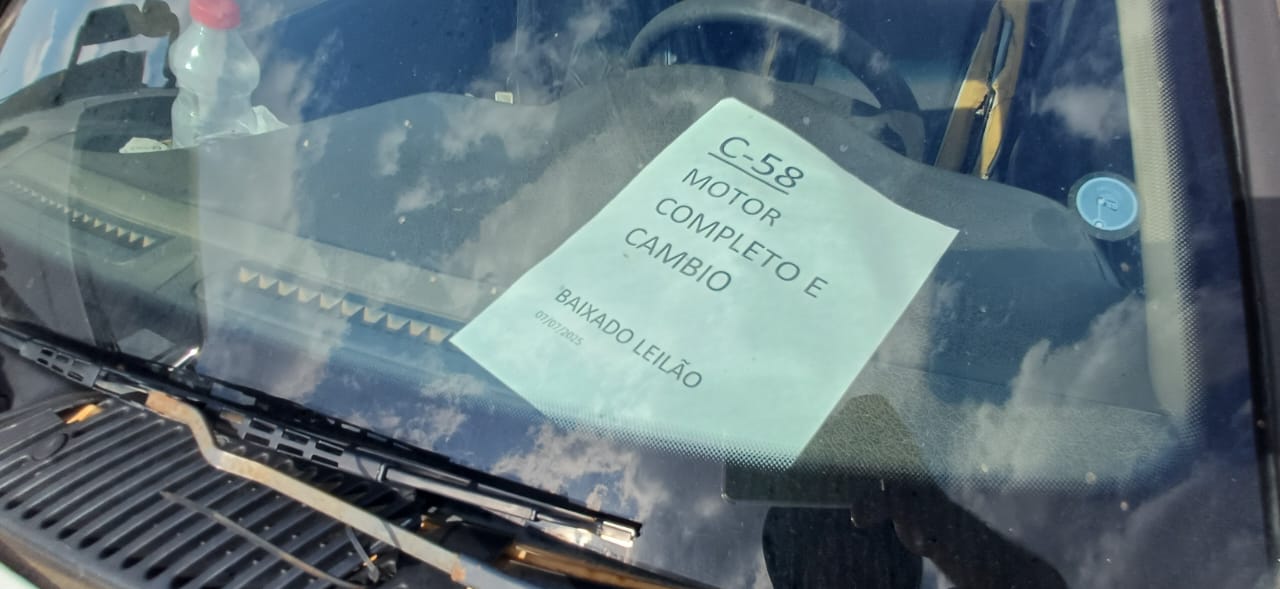 C-58
MOTOR
COMPLETO E
CAMBIO
BAIXADO LEILÃO
07/07/2025